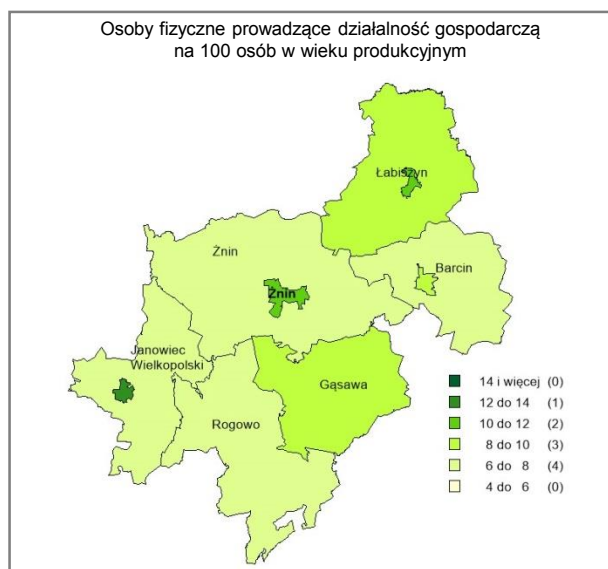 Osoby fizyczne prowadzące działalność gospodarczą
na 100 osób w wieku produkcyjnym
Łabiszyn
Żnin
Barcin
Żnin
Janowiec
Wielkopolski
Gąsawa
Rogowo
14 i więcej (0)
12 do 14 (1)
10 do 12 (2)
8 do 10 (3)
6 do 8 (4)
4 do 6 (0)